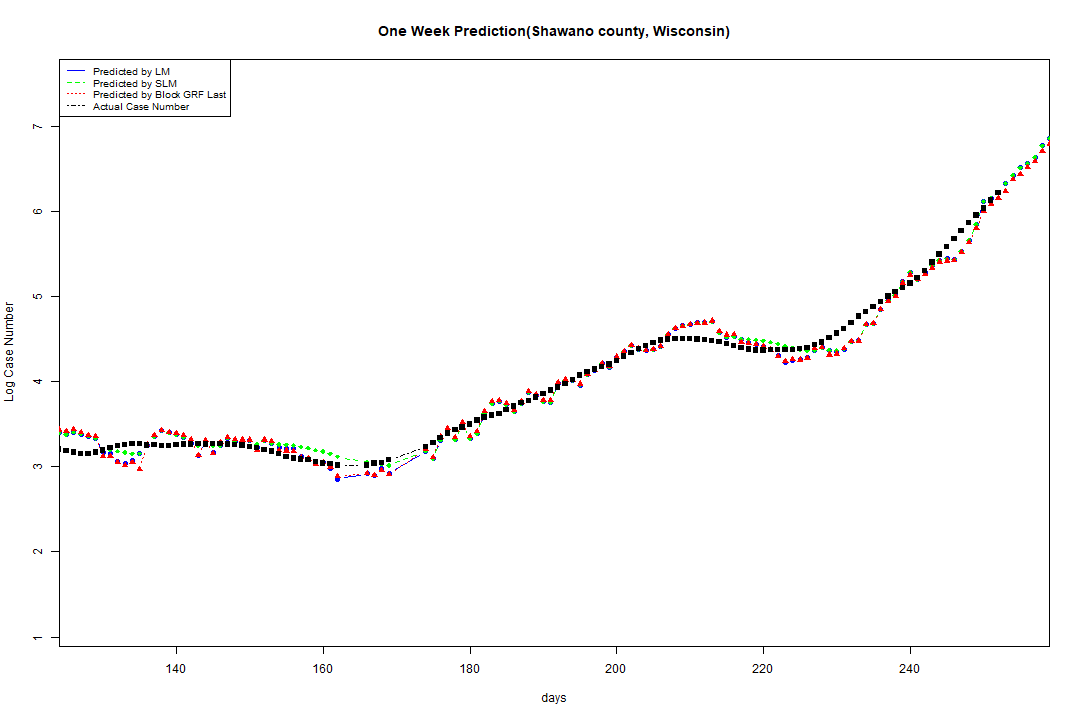 One Week Prediction(Shawano county, Wisconsin)
Predicted by LM
Predicted by SLM
Predicted by Block GRF Last
Actual Case Number
7
6
5
4
3
2
1
Log Case Number
140 160 180 200 220 240
days